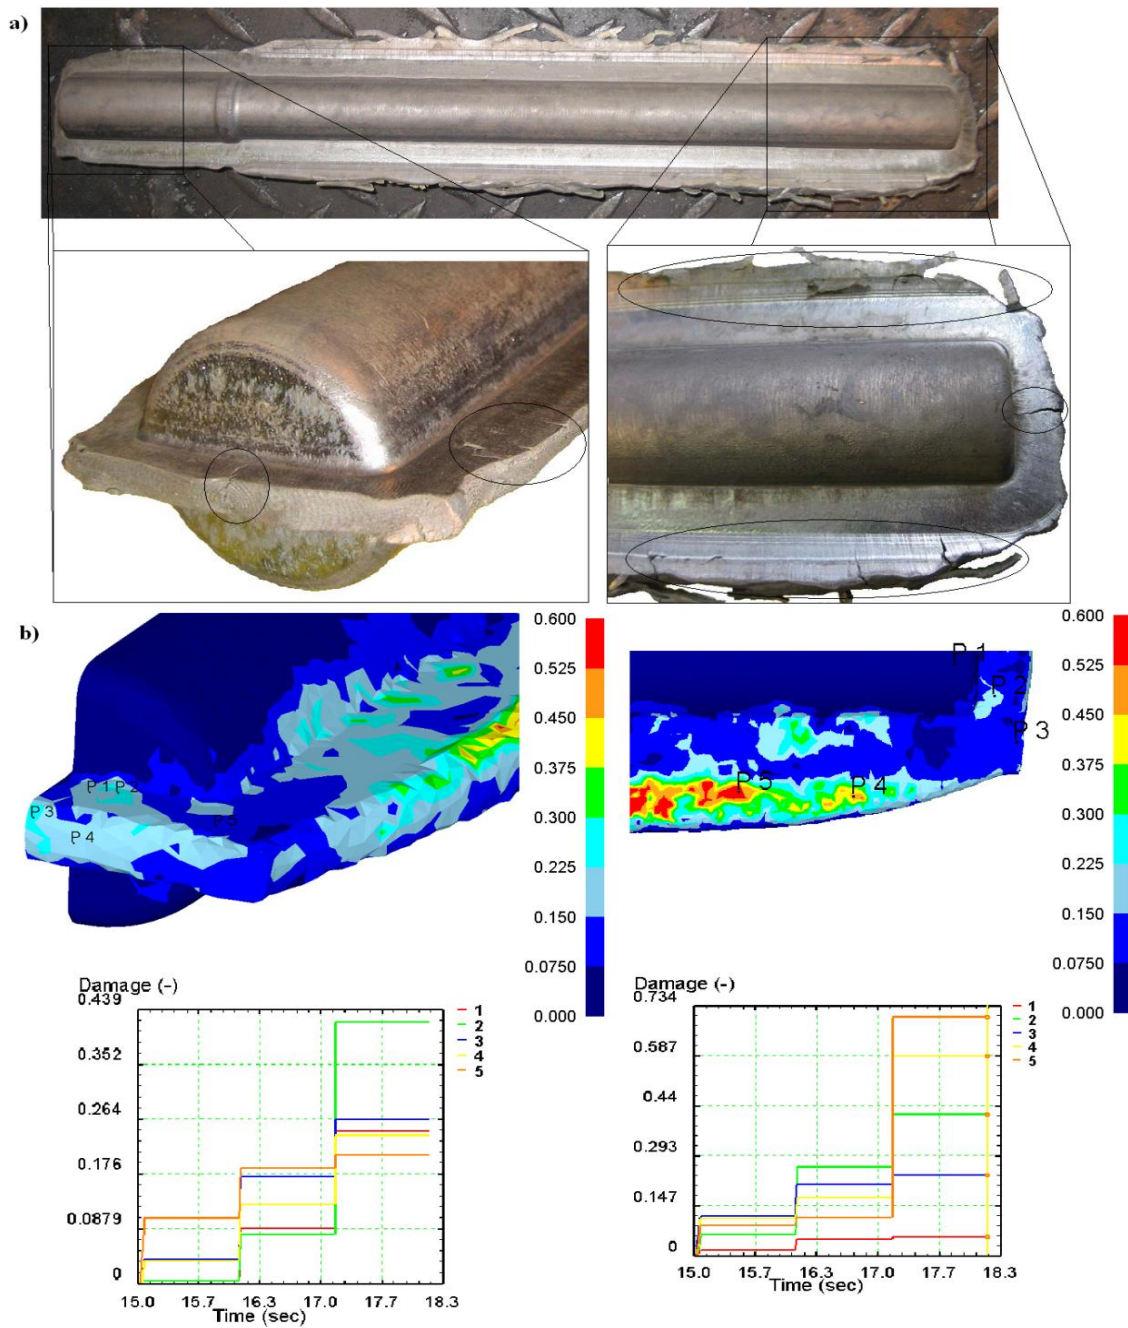 a)
b)
0.600
0.525
0.450
0.375
0.300
0.225
0.150
0.0750
0.000
P 1 P 2
P 3
P 4
P 5
0.600
0.525
0.450
0.375
0.300
0.225
0.150
0.0750
0.000
P 1
P 2
P 3
P 4
P 5
Damage (-)
0.439
0.352
0.264
0.176
0.0879
0
15.0 15.7 16.3 17.0 17.7 18.3
Time (sec)
1
2
3
4
5
Damage (-)
0.734
0.587
0.44
0.293
0.147
0
15.0 15.7 16.3 17.0 17.7 18.3
Time (sec)
1
2
3
4
5